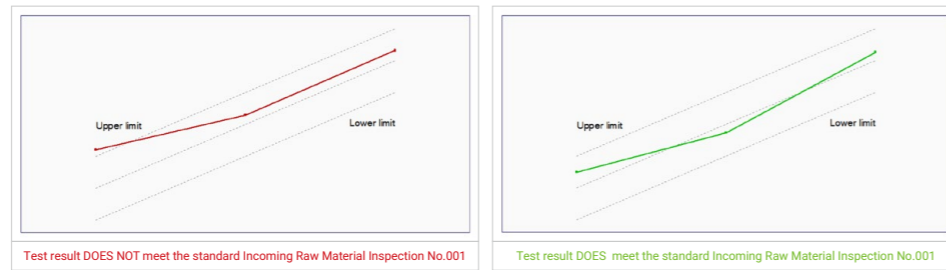 Upper limit
Lower limit
Test result DOES NOT meet the standard Incoming Raw Material Inspection No.001
Upper limit
Lower limit
Test result DOES meet the standard Incoming Raw Material Inspection No.001